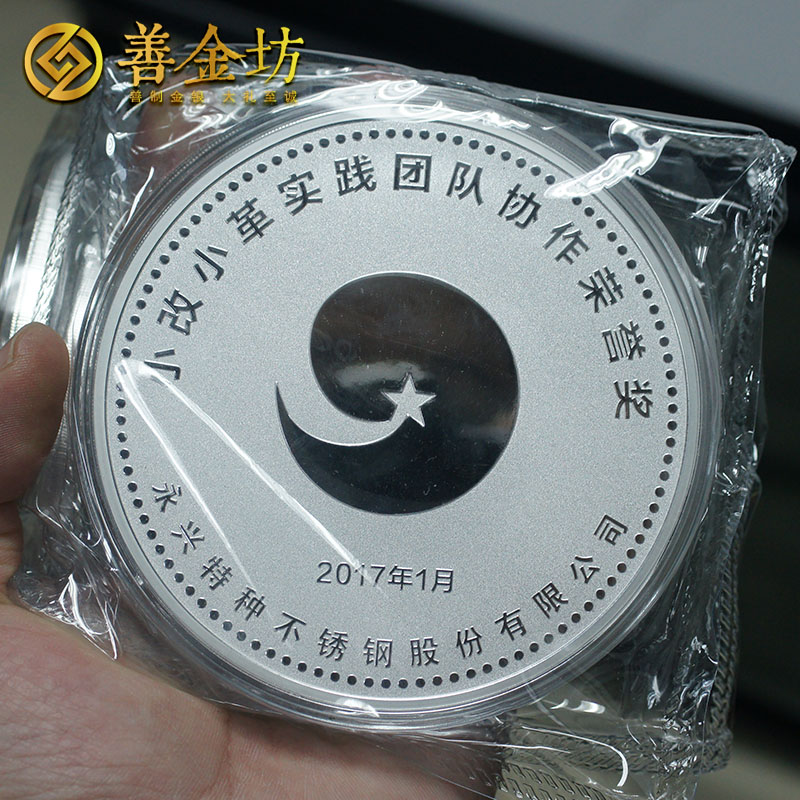 善金坊
善制金银 大礼至诚
小改小革实践团队协作荣誉奖
2017年1月
永兴特种不锈钢股份有限公司